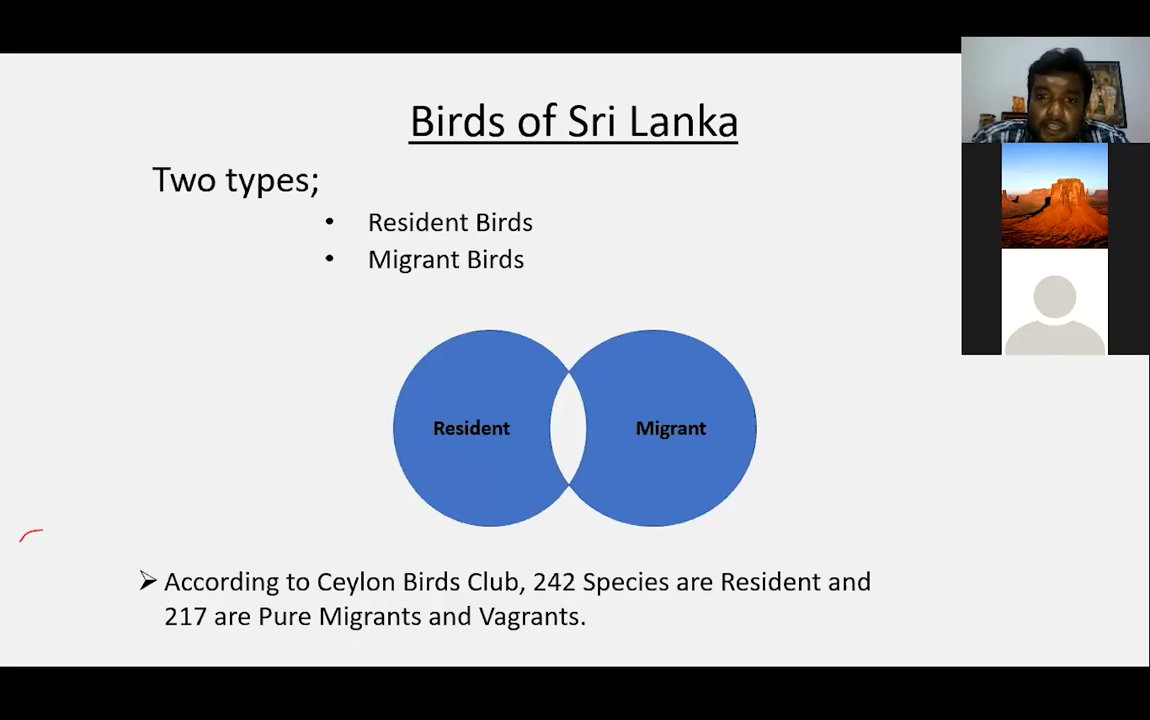 Birds of Sri Lanka
Two types;
• Resident Birds
• Migrant Birds
Resident
Migrant
➢ According to Ceylon Birds Club, 242 Species are Resident and
217 are Pure Migrants and Vagrants.